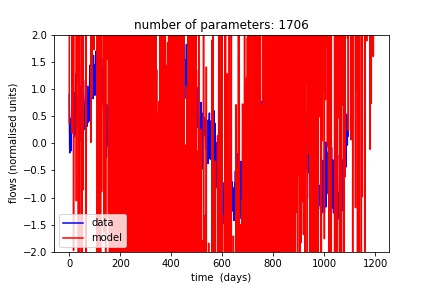 number of parameters: 1706
flows (normalised units)
2.0
1.5
1.0
0.5
0.0
−0.5
−1.0
−1.5
−2.0
data
model
0 200 400 600 800 1000 1200
time (days)